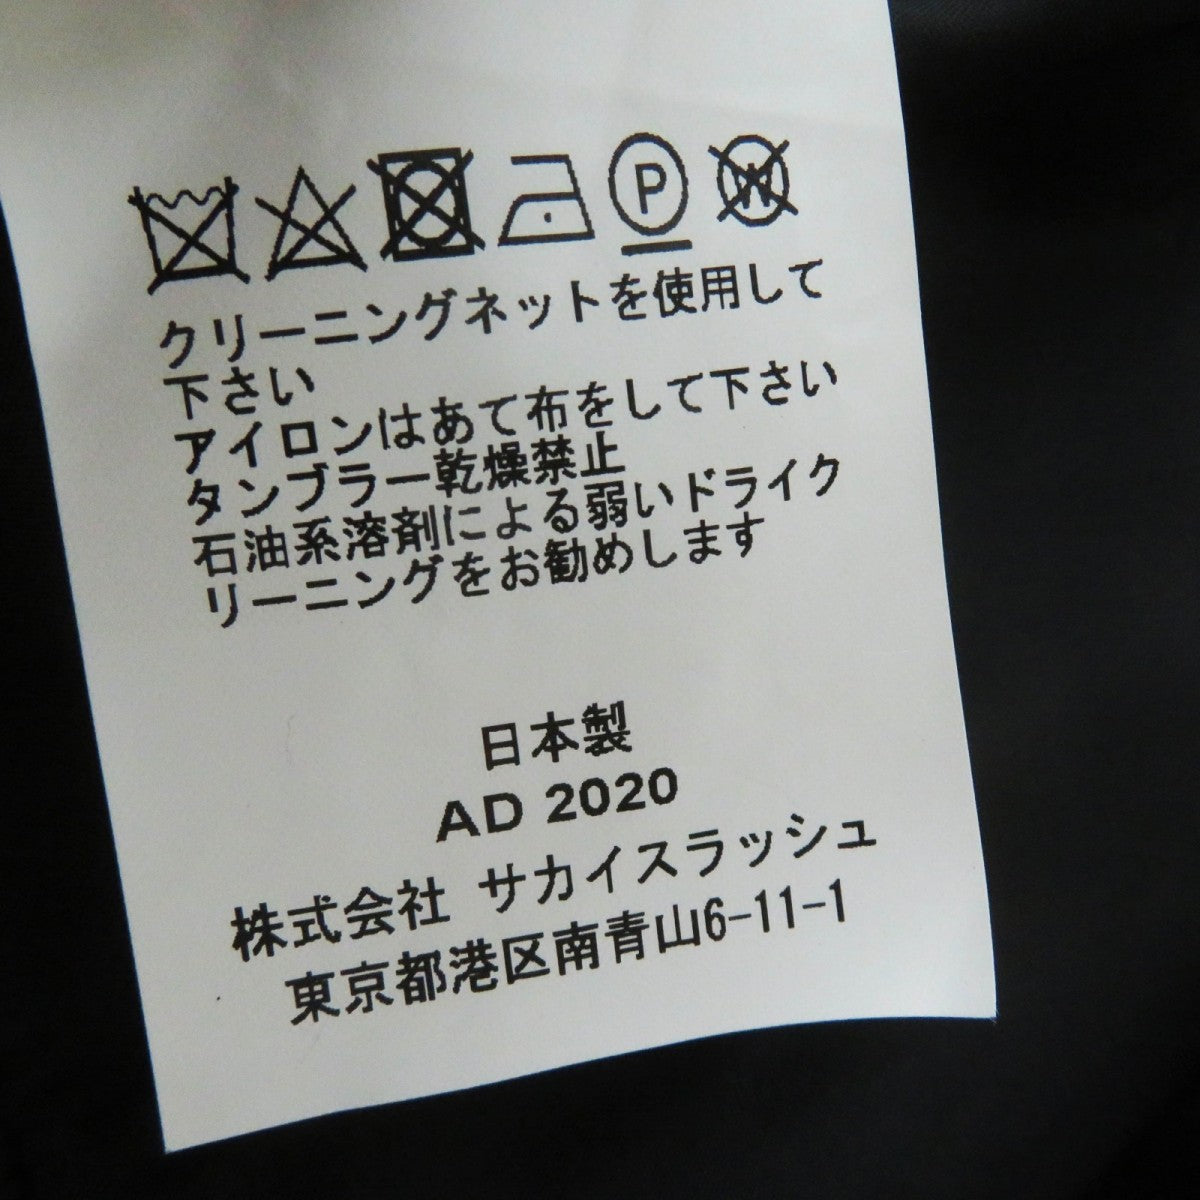 P W
クリーニングネットを使用して
下さい
アイロンはあて布をして下さい
タンブラー乾燥禁止
石油系溶剤による弱いドライク
リーニングをお勧めします
日本製
AD 2020
株式会社 サカイスラッシュ
東京都港区南青山6-11-1